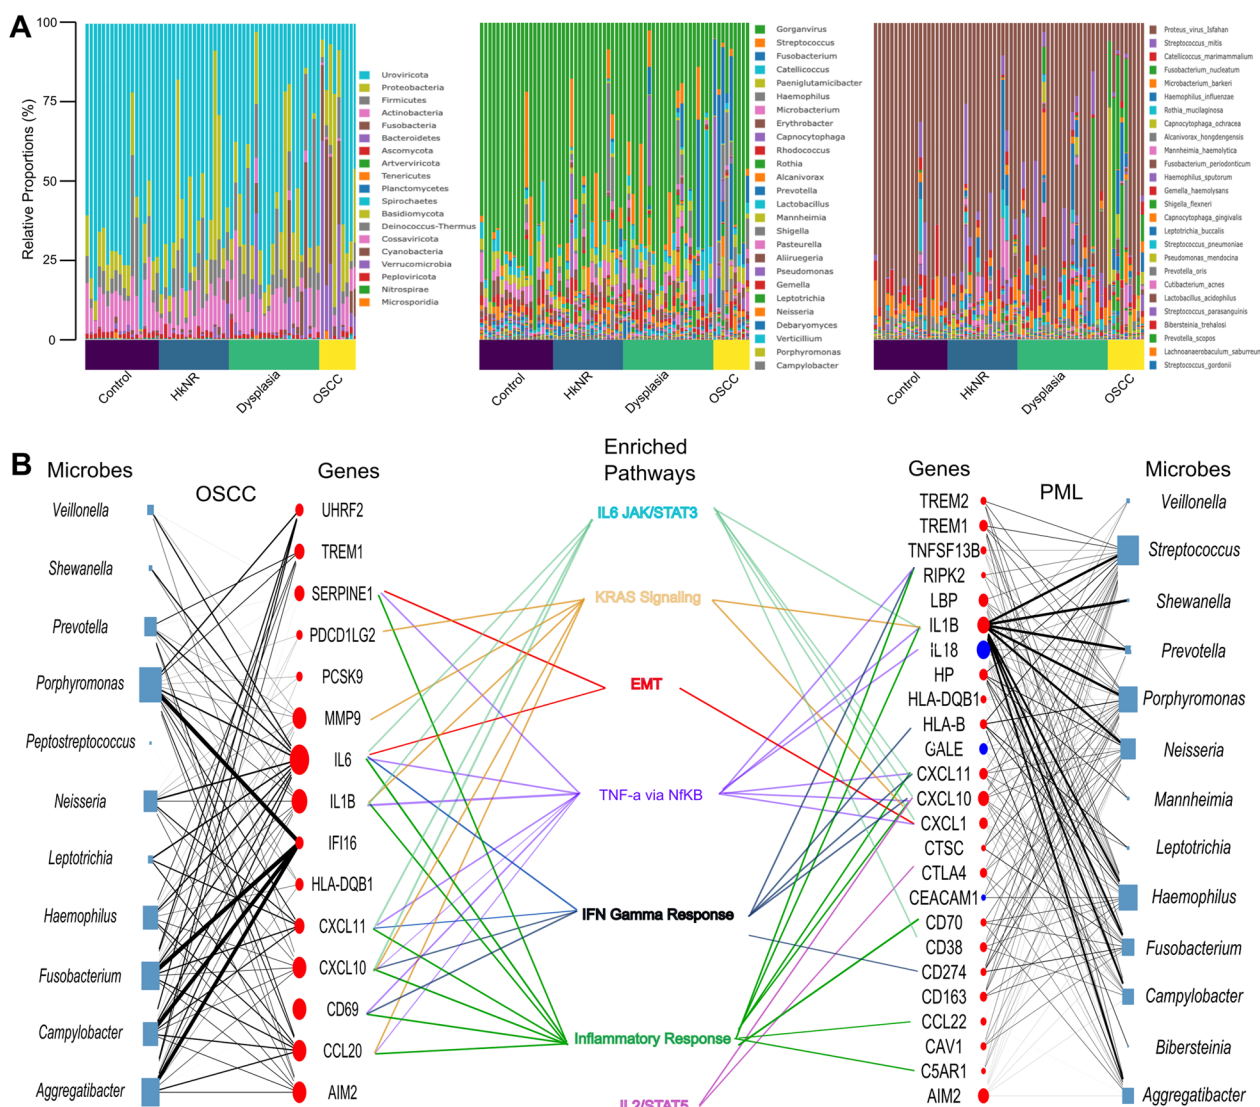 A
Relative Proportions (%)
100
75
50
25
0
Control
HkNR
Dysplasia
OSCC
Uroviricota
Proteobacteria
Firmicutes
Actinobacteria
Fusobacteria
Bacteroidetes
Ascomycota
Artverviricota
Tenericutes
Planctomycetes
Spirochaetes
Basidiomycota
Deinococcus-Thermus
Cossaviricota
Cyanobacteria
Verrucomicrobia
Peploviricota
Nitrospirae
Microsporidia
Control
HkNR
Dysplasia
OSCC
Gorganvirus
Streptococcus
Fusobacterium
Catellicoccus
Paeniglutamicibacter
Haemophilus
Microbacterium
Erythrobacter
Capnocytophaga
Rhodococcus
Rothia
Alcanivorax
Prevotella
Lactobacillus
Mannheimia
Shigella
Pasteurella
Aliiruegeria
Pseudomonas
Gemella
Leptotrichia
Neisseria
Debaryomyces
Verticillium
Porphyromonas
Campylobacter
Control
HkNR
Dysplasia
OSCC
Proteus_virus_Isfahan
Streptococcus_mitis
Catellicoccus_marimammalium
Fusobacterium_nucleatum
Microbacterium_barkeri
Haemophilus_influenzae
Rothia_mucilaginosa
Capnocytophaga_ochracea
Alcanivorax_hongdengensis
Mannheimia_haemolytica
Fusobacterium_periodonticum
Haemophilus_sputorum
Gemella_haemolysans
Shigella_flexneri
Capnocytophaga_gingivalis
Leptotrichia_buccalis
Streptococcus_pneumoniae
Pseudomonas_mendocina
Prevotella_oris
Cutibacterium_acnes
Lactobacillus_acidophilus
Streptococcus_parasanguinis
Bibersteinia_trehalosi
Prevotella_scopos
Lachnoanaerobaculum_saburreum
Streptococcus_gordonii
B
Microbes
OSCC
Genes
Enriched
Pathways
Genes
PML
Microbes
Veillonella
Shewanella
Prevotella
Porphyromonas
Peptostreptococcus
Neisseria
Leptotrichia
Haemophilus
Fusobacterium
Campylobacter
Aggregatibacter
UHRF2
TREM1
SERPINE1
PDCD1LG2
PCSK9
MMP9
IL6
IL1B
IFI16
HLA-DQB1
CXCL11
CXCL10
CD69
CCL20
AIM2
IL6 JAK/STAT3
KRAS Signaling
EMT
TNF-a via NfKB
IFN Gamma Response
Inflammatory Response
IL2/STAT5
TREM2
TREM1
TNFSF13B
RIPK2
LBP
IL1B
IL18
HP
HLA-DQB1
HLA-B
GALE
CXCL11
CXCL10
CXCL1
CTSC
CTLA4
CEACAM1
CD70
CD38
CD274
CD163
CCL22
CAV1
C5AR1
AIM2
Veillonella
Streptococcus
Shewanella
Prevotella
Porphyromonas
Neisseria
Mannheimia
Leptotrichia
Haemophilus
Fusobacterium
Campylobacter
Bibersteinia
Aggregatibacter